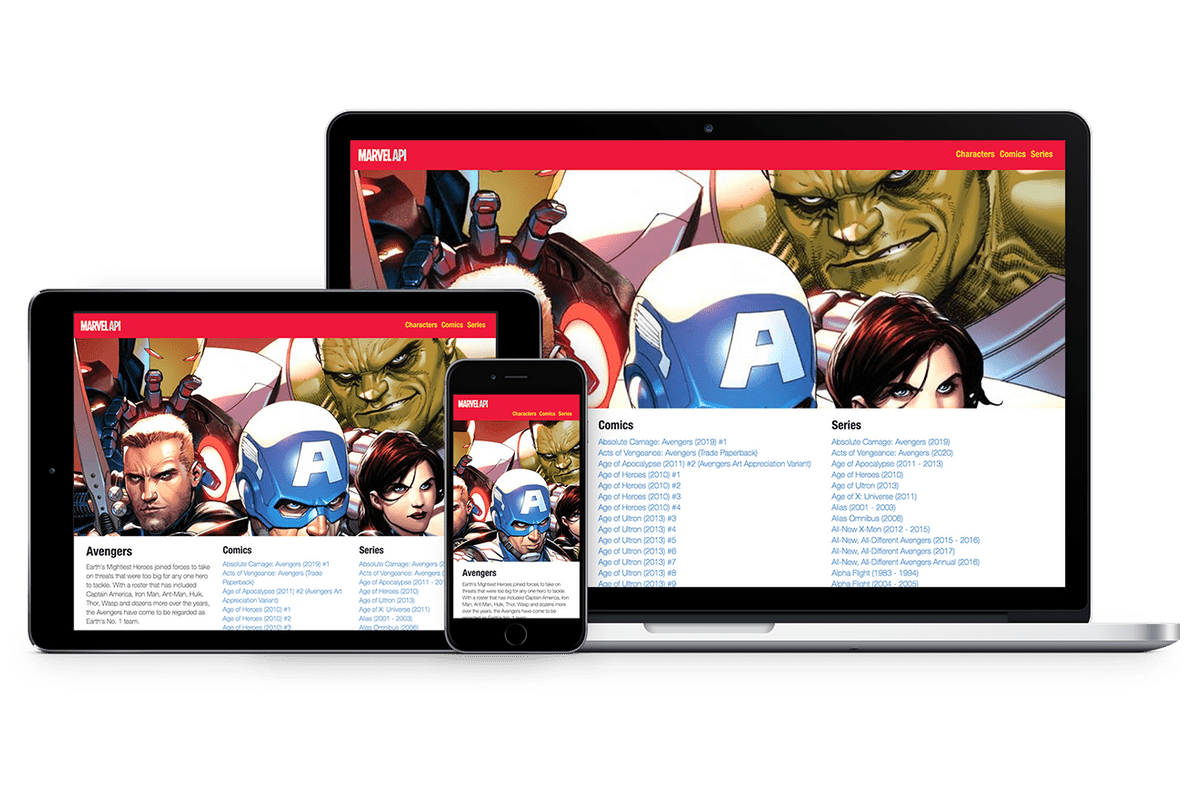 MARVEL API
Characters Comics Series
A
Comics
Absolute Carnage: Avengers (2019) #1
Acts of Vengeance: Avengers (Trade Paperback)
Age of Apocalypse (2011) #2 (Avengers Art Appreciation Variant)
Age of Heroes (2010) #1
Age of Heroes (2010) #2
Age of Heroes (2010) #3
Age of Heroes (2010) #4
Age of Ultron (2013) #3
Age of Ultron (2013) #4
Age of Ultron (2013) #5
Age of Ultron (2013) #6
Age of Ultron (2013) #7
Age of Ultron (2013) #8
Age of Ultron (2013) #9
Series
Absolute Carnage: Avengers (2019)
Acts of Vengeance: Avengers (2020)
Age of Apocalypse (2011 - 2013)
Age of Heroes (2010)
Age of Ultron (2013)
Age of X: Universe (2011)
Alias (2001 - 2003)
Alias Omnibus (2006)
All-New X-Men (2012 - 2015)
All-New, All-Different Avengers (2015 - 2016)
All-New, All-Different Avengers (2017)
All-New, All-Different Avengers Annual (2016)
Alpha Flight (1983 - 1994)
Alpha Flight (2004 - 2005)
MARVEL API
Characters Comics Series
A
Avengers
Earth's Mightiest Heroes joined forces to take
on threats that were too big for any one hero
to tackle. With a roster that has included
Captain America, Iron Man, Ant-Man, Hulk,
Thor, Wasp and dozens more over the years,
the Avengers have come to be regarded as
Earth's No. 1 team.
Comics
Absolute Carnage: Avengers (2019) #1
Acts of Vengeance: Avengers (Trade
Paperback)
Age of Apocalypse (2011) #2 (Avengers Art
Appreciation Variant)
Age of Heroes (2010) #1
Age of Heroes (2010) #2
Age of Heroes (2010) #3
Series
Absolute Carnage: Avengers (2
Acts of Vengeance: Avengers
Age of Apocalypse (2011 - 201
Age of Heroes (2010)
Age of Ultron (2013)
Age of X: Universe (2011)
Alias (2001 - 2003)
Alias Omnibus (2006)
MARVEL API
Characters Comics Series
A
Avengers
Earth's Mightiest Heroes joined forces to take on
threats that were too big for any one hero to
tackle. With a roster that has included
Captain America, Iron Man, Ant-Man, Hulk, Thor,
Wasp and dozens more over the years, the
Avengers have come to be regarded as
Earth's No. 1 team.